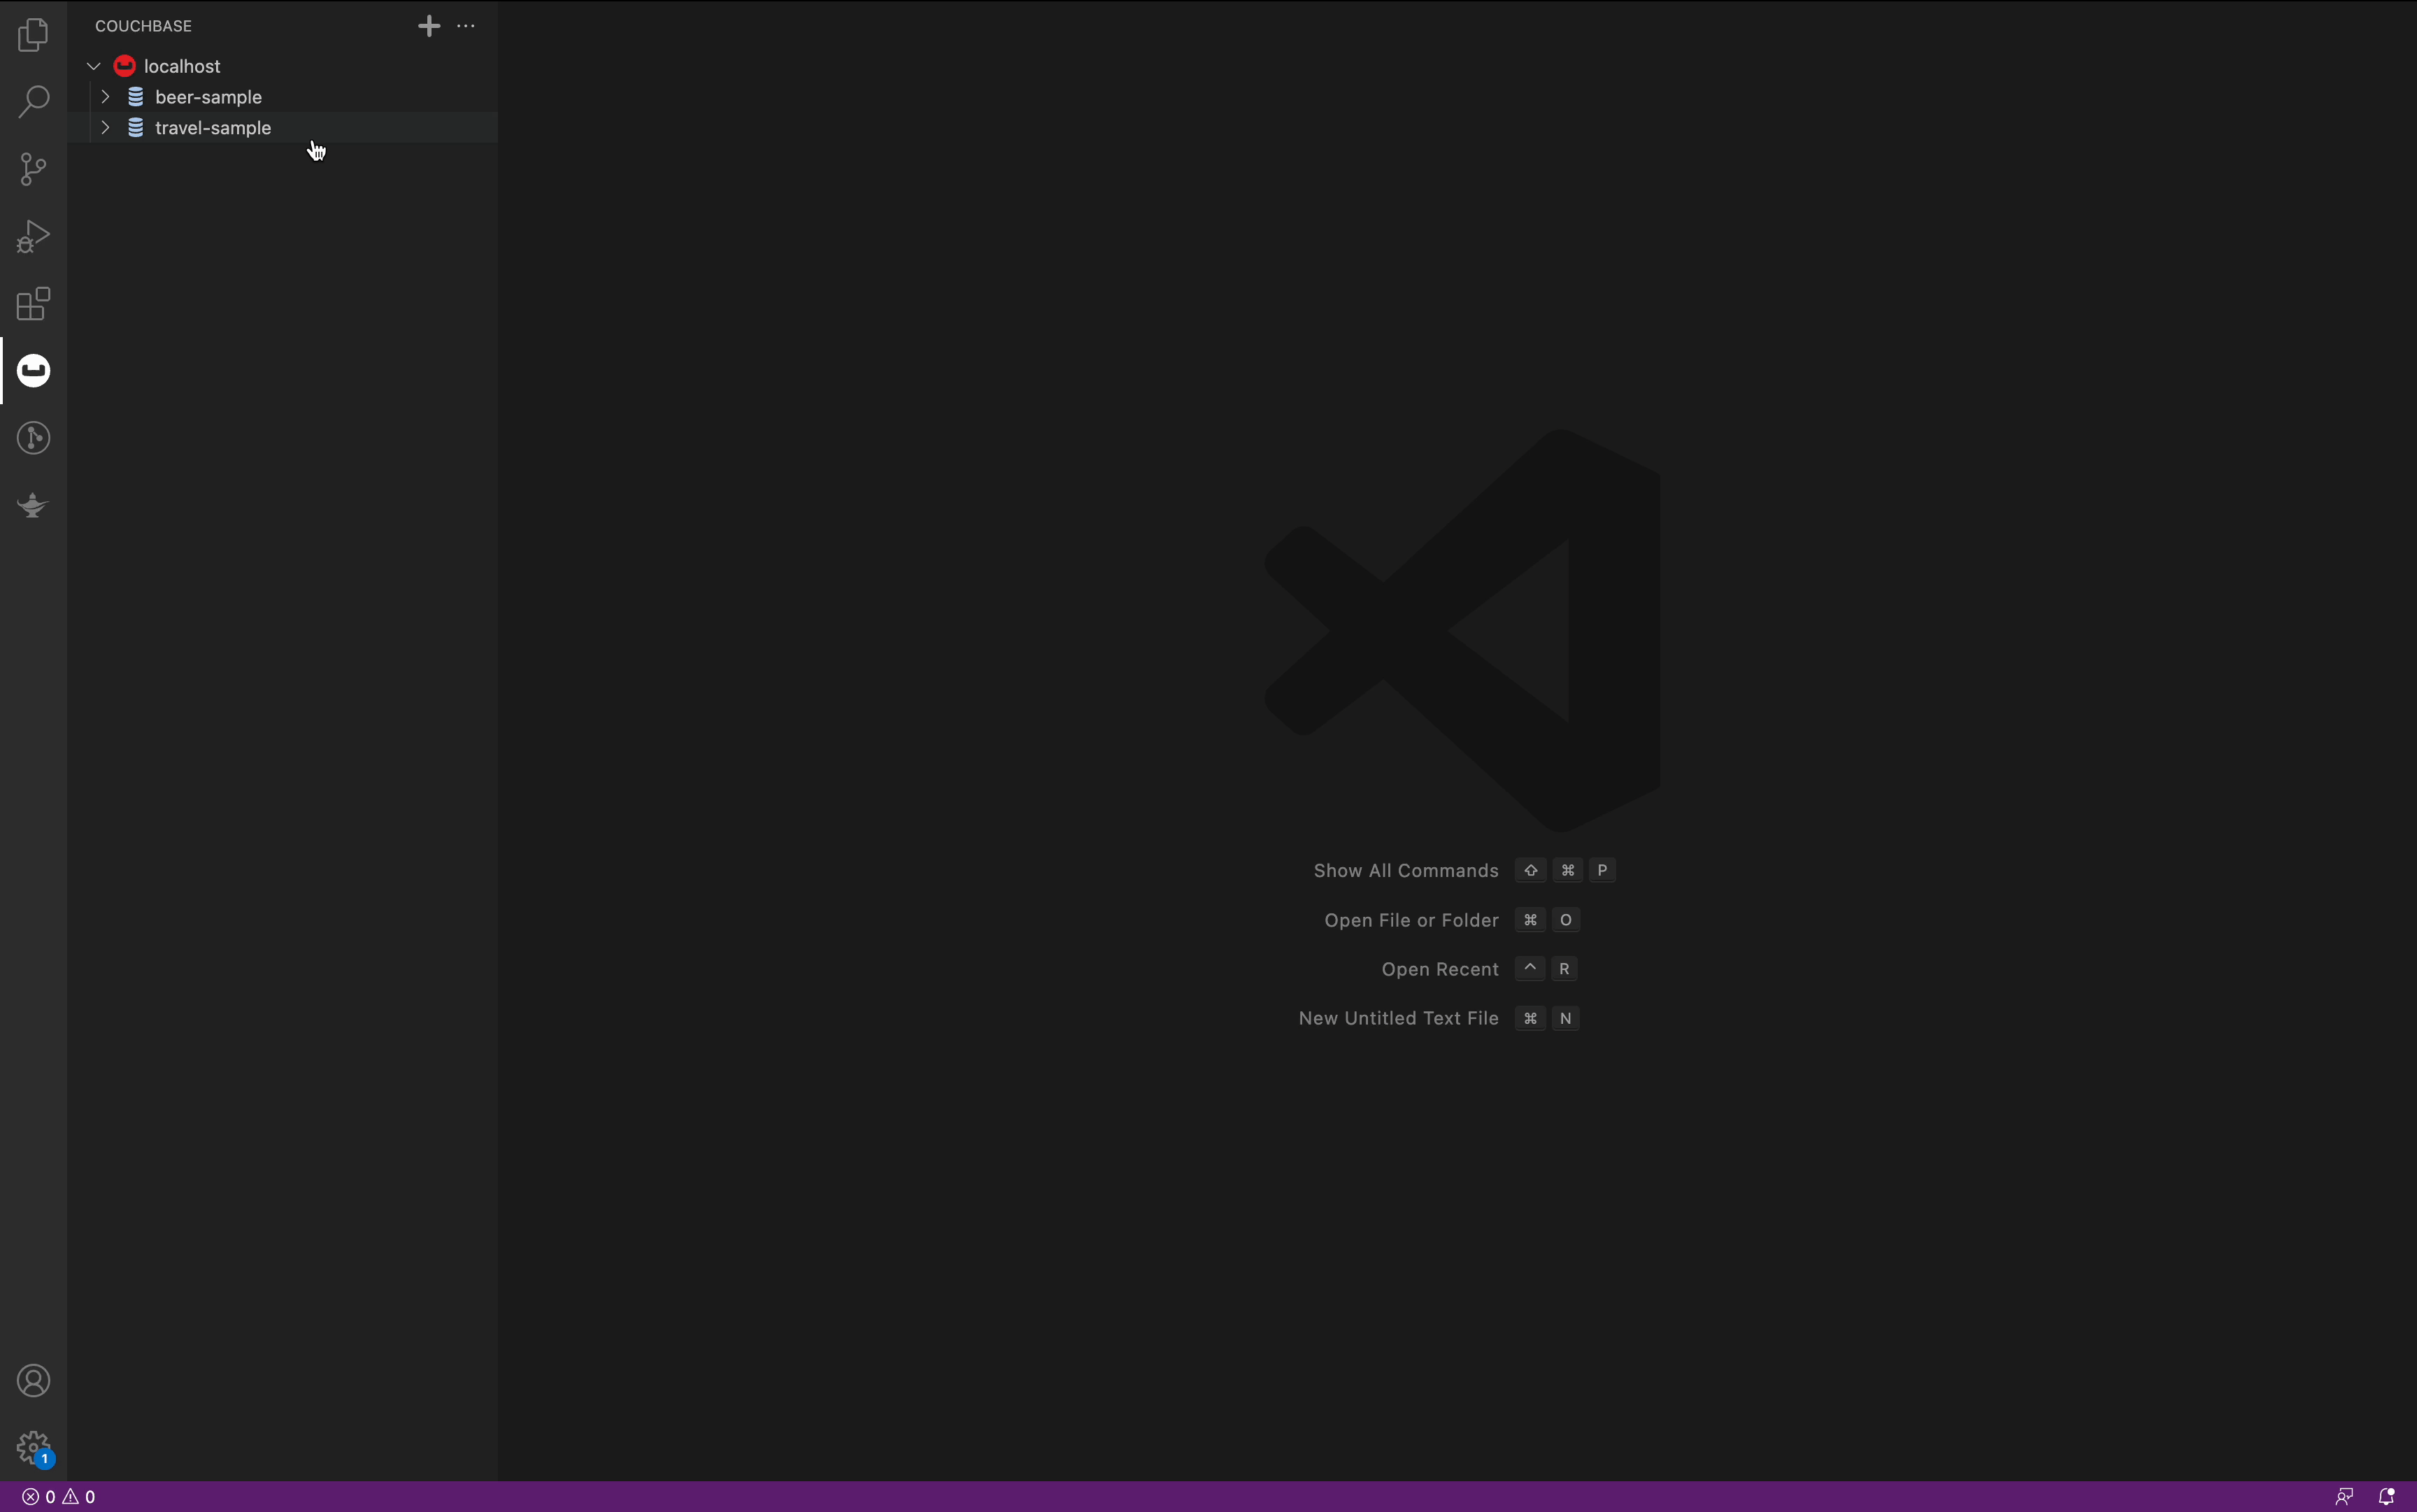 COUCHBASE
localhost
beer-sample
travel-sample
Show All Commands ⇧ ⌘ P
Open File or Folder ⌘ O
Open Recent ⌃ R
New Untitled Text File ⌘ N
1
0 0